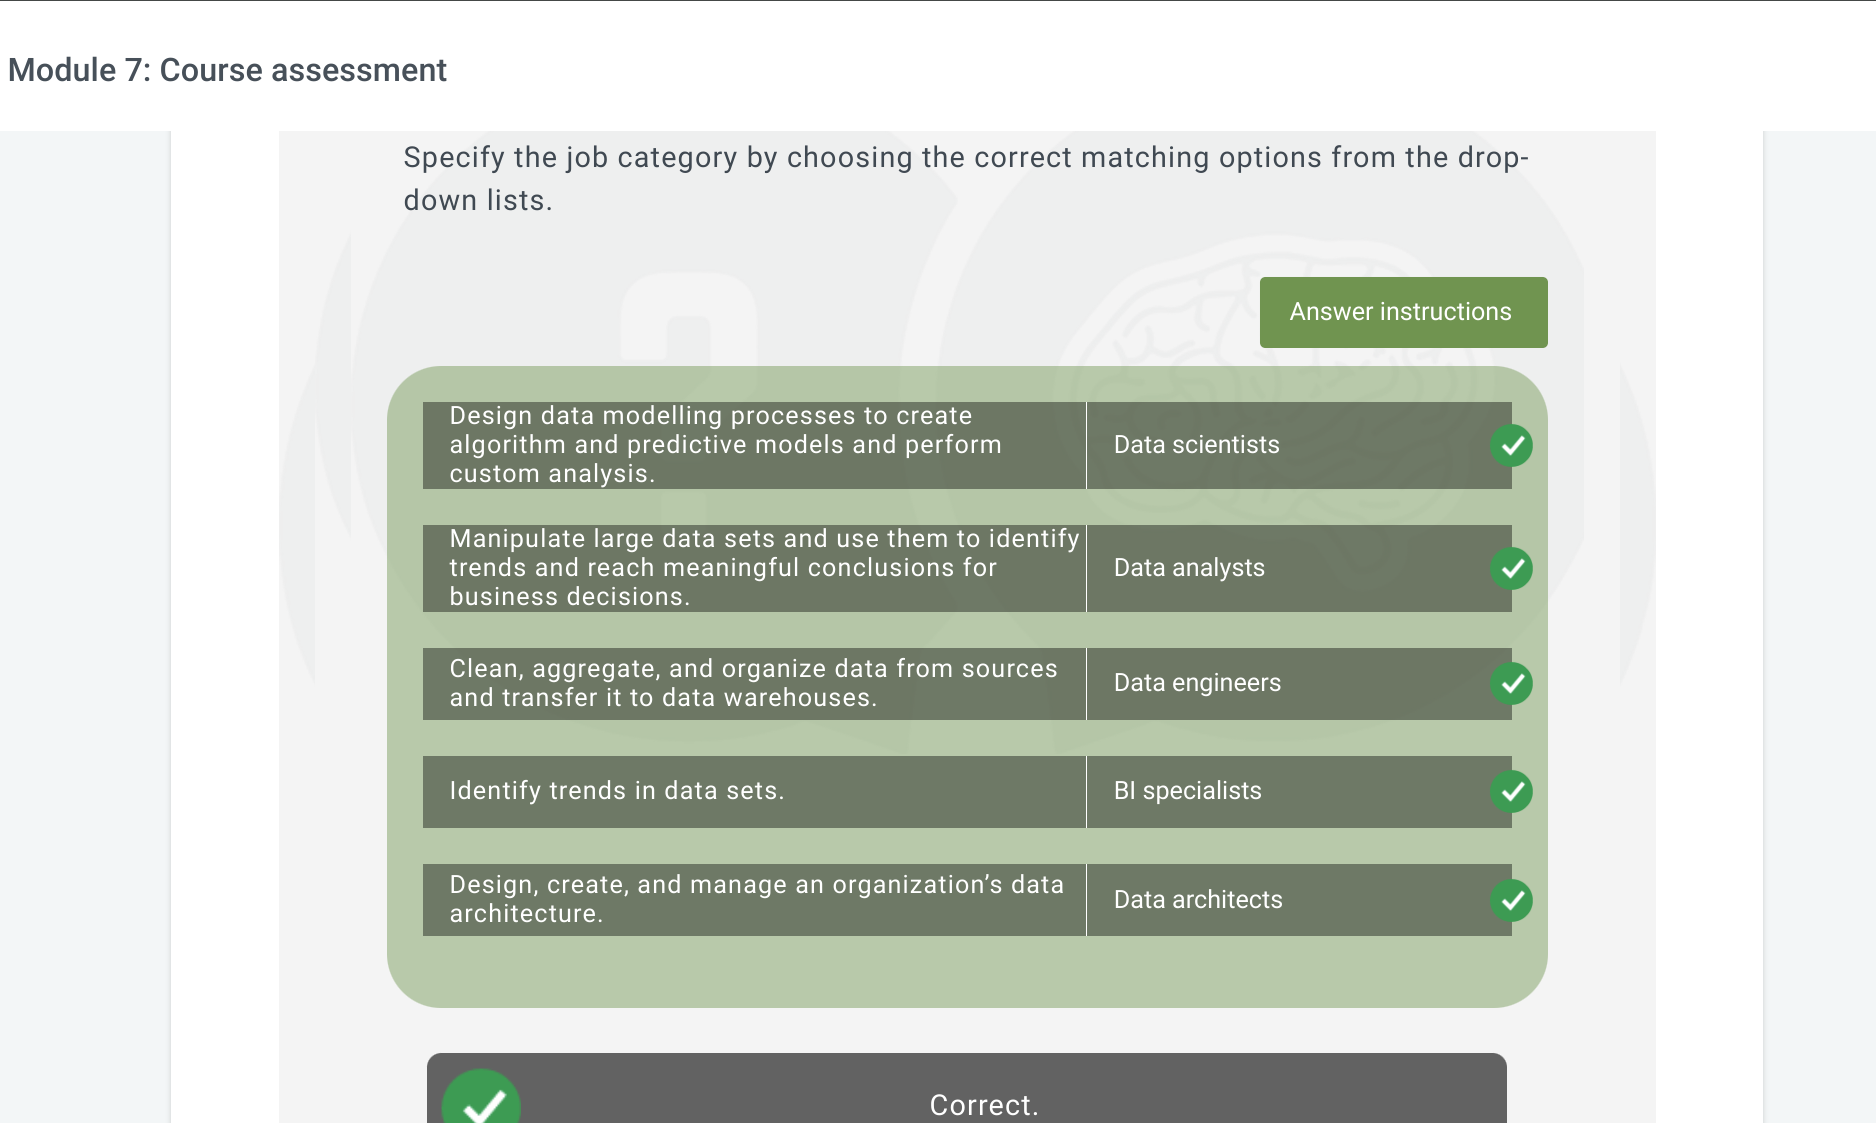 Module 7: Course assessment
Specify the job category by choosing the correct matching options from the drop-
down lists.
Answer instructions
Design data modelling processes to create
algorithm and predictive models and perform
custom analysis.
Data scientists
Manipulate large data sets and use them to identify
trends and reach meaningful conclusions for
business decisions.
Data analysts
Clean, aggregate, and organize data from sources
and transfer it to data warehouses.
Data engineers
Identify trends in data sets.
BI specialists
Design, create, and manage an organization’s data
architecture.
Data architects
Correct.